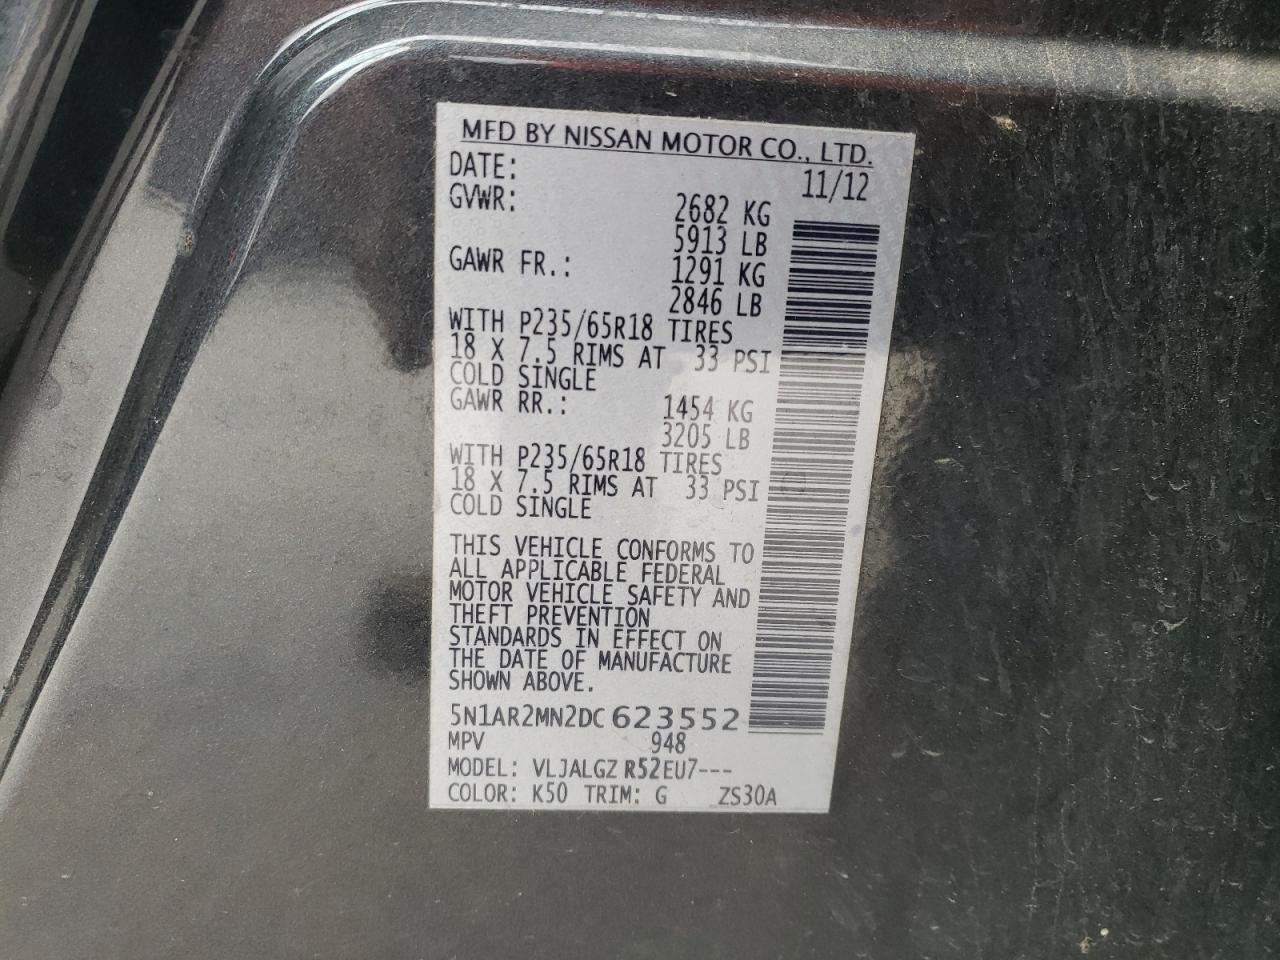 MFD BY NISSAN MOTOR CO., LTD.
DATE: 11/12
GVWR: 2682 KG
5913 LB
GAWR FR.: 1291 KG
2846 LB
WITH P235/65R18 TIRES
18 X 7.5 RIMS AT 33 PSI
COLD SINGLE
GAWR RR.: 1454 KG
3205 LB
WITH P235/65R18 TIRES
18 X 7.5 RIMS AT 33 PSI
COLD SINGLE
THIS VEHICLE CONFORMS TO
ALL APPLICABLE FEDERAL
MOTOR VEHICLE SAFETY AND
THEFT PREVENTION
STANDARDS IN EFFECT ON
THE DATE OF MANUFACTURE
SHOWN ABOVE.
5N1AR2MN2DC 623552
MPV 948
MODEL: VLJALGZ R52EU7---
COLOR: K50 TRIM: G ZS30A